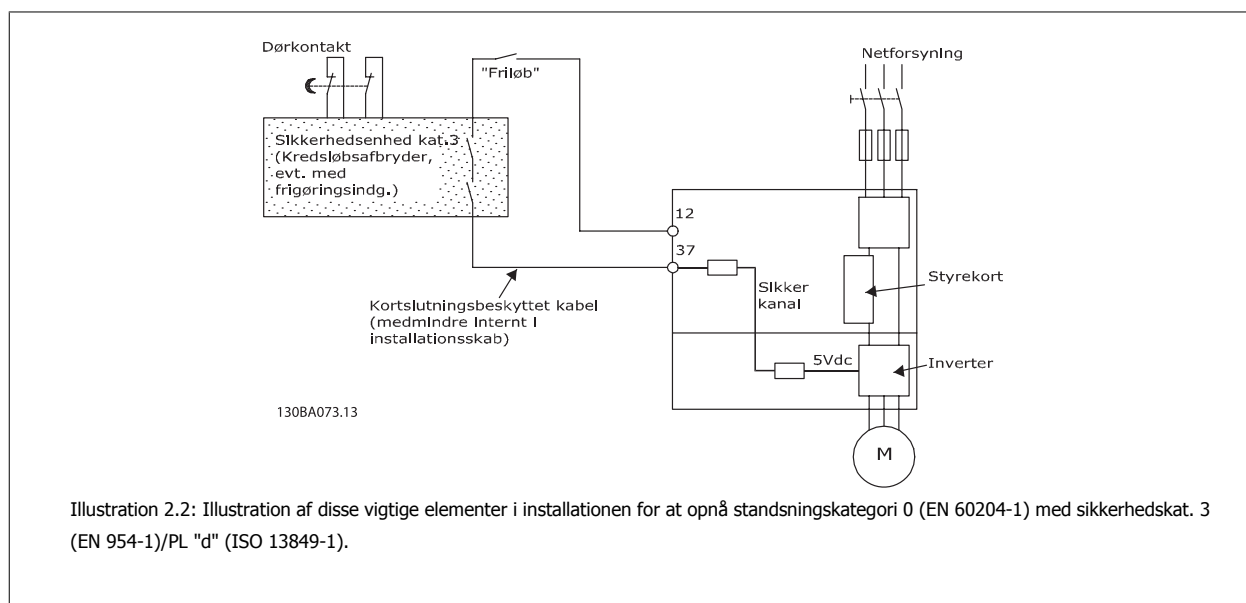 Dørkontakt
"Friløb"
Netforsyning
Sikkerhedsenhed kat.3
(Kredsløbsafbryder,
evt. med
frigøringsindg.)
12
37
Sikker
kanal
Styrekort
Kortslutningsbeskyttet kabel
(medmindre internt i
installationsskab)
5Vdc
Inverter
130BA073.13
M
Illustration 2.2: Illustration af disse vigtige elementer i installationen for at opnå standsningskategori 0 (EN 60204-1) med sikkerhedskat. 3
(EN 954-1)/PL "d" (ISO 13849-1).